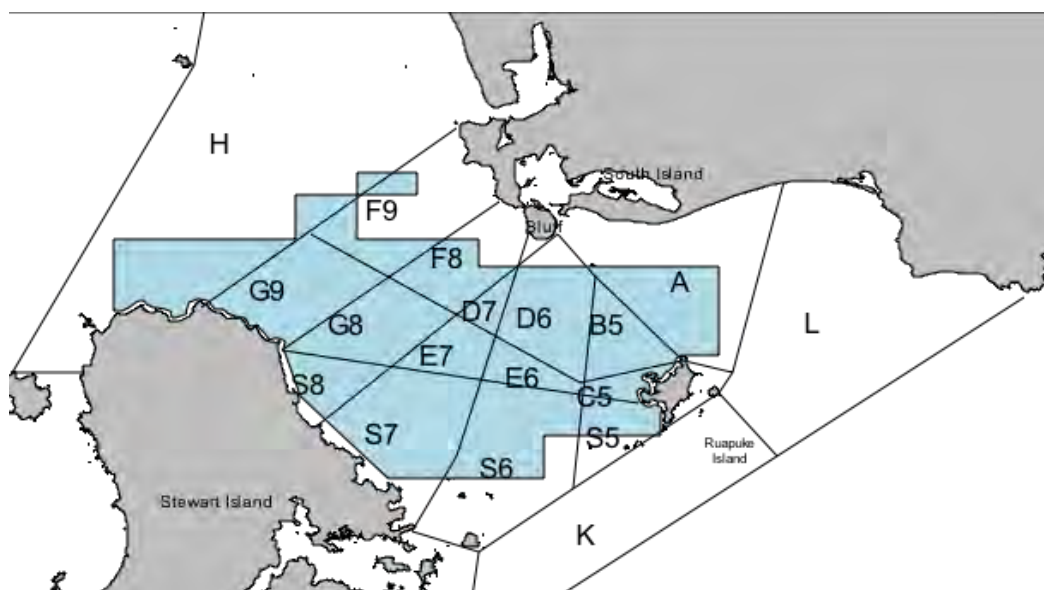 H
South Island
F9
Bluff
F8
A
G9
D7
D6
B5
L
G8
E7
E6
S8
C5
S7
S5
Ruapuke
Island
S6
Stewart Island
K